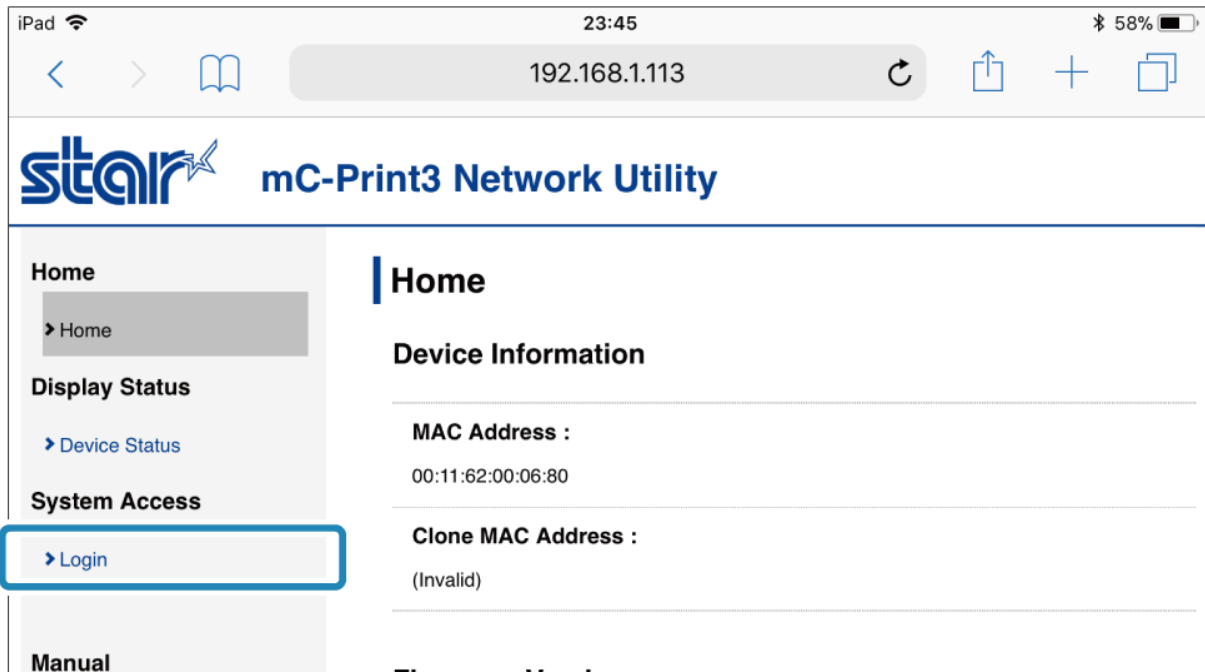 iPad 23:45 58%
192.168.1.113
star mC-Print3 Network Utility
Home
Home
Display Status
Device Status
System Access
Login
Manual
Home
Device Information
MAC Address :
00:11:62:00:06:80
Clone MAC Address :
(Invalid)